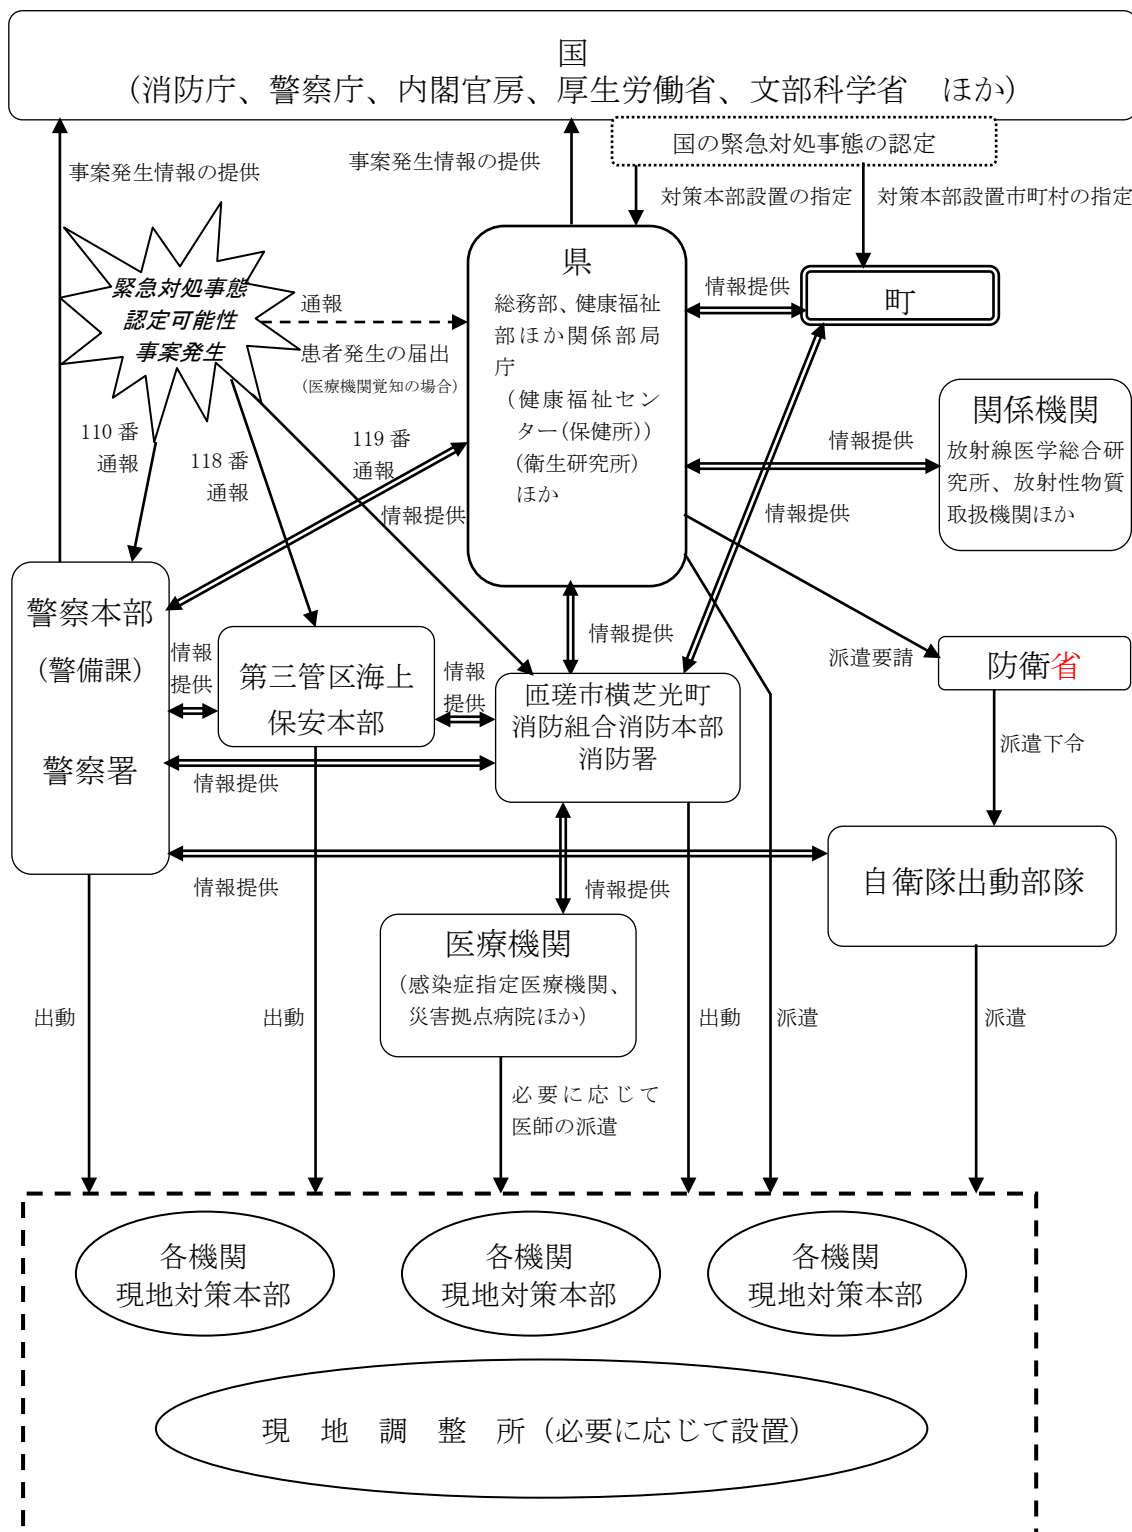 国
（消防庁、警察庁、内閣官房、厚生労働省、文部科学省　ほか）
国の緊急対処事態の認定
事案発生情報の提供
事案発生情報の提供
対策本部設置の指定
対策本部設置市町村の指定
緊急対処事態
認定可能性
事案発生
通報
患者発生の届出
（医療機関覚知の場合）
県
総務部、健康福祉
部ほか関係部局
庁
（健康福祉セン
ター（保健所））
（衛生研究所）
ほか
情報提供
町
関係機関
放射線医学総合研
究所、放射性物質
取扱機関ほか
情報提供
110 番
通報
118 番
通報
119 番
通報
情報提供
情報提供
警察本部
（警備課）
警察署
情報
提供
第三管区海上
保安本部
情報
提供
情報提供
匝瑳市横芝光町
消防組合消防本部
消防署
派遣要請
防衛省
派遣下令
情報提供
情報提供
自衛隊出動部隊
情報提供
医療機関
（感染症指定医療機関、
災害拠点病院ほか）
出動
出動
出動
派遣
派遣
必要に応じて
医師の派遣
各機関
現地対策本部
各機関
現地対策本部
各機関
現地対策本部
現　地　調　整　所（必要に応じて設置）